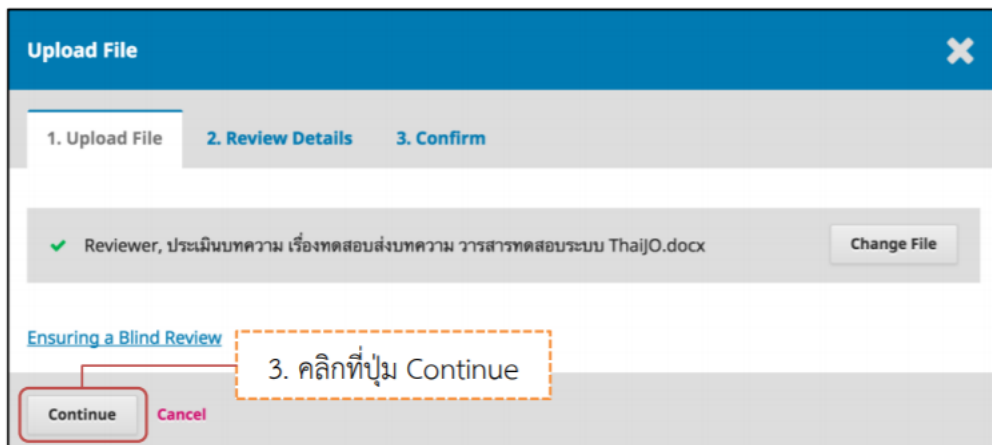 Upload File
1. Upload File
2. Review Details
3. Confirm
Reviewer, ประเมินบทความ เรื่องทดสอบส่งบทความ วารสารทดสอบระบบ ThaiJO.docx
Change File
Ensuring a Blind Review
3. คลิกที่ปุ่ม Continue
Continue
Cancel